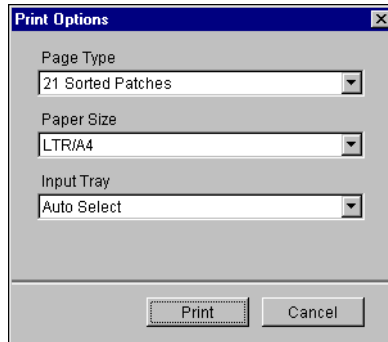 Print Options
Page Type
21 Sorted Patches
Paper Size
LTR/A4
Input Tray
Auto Select
Print Cancel